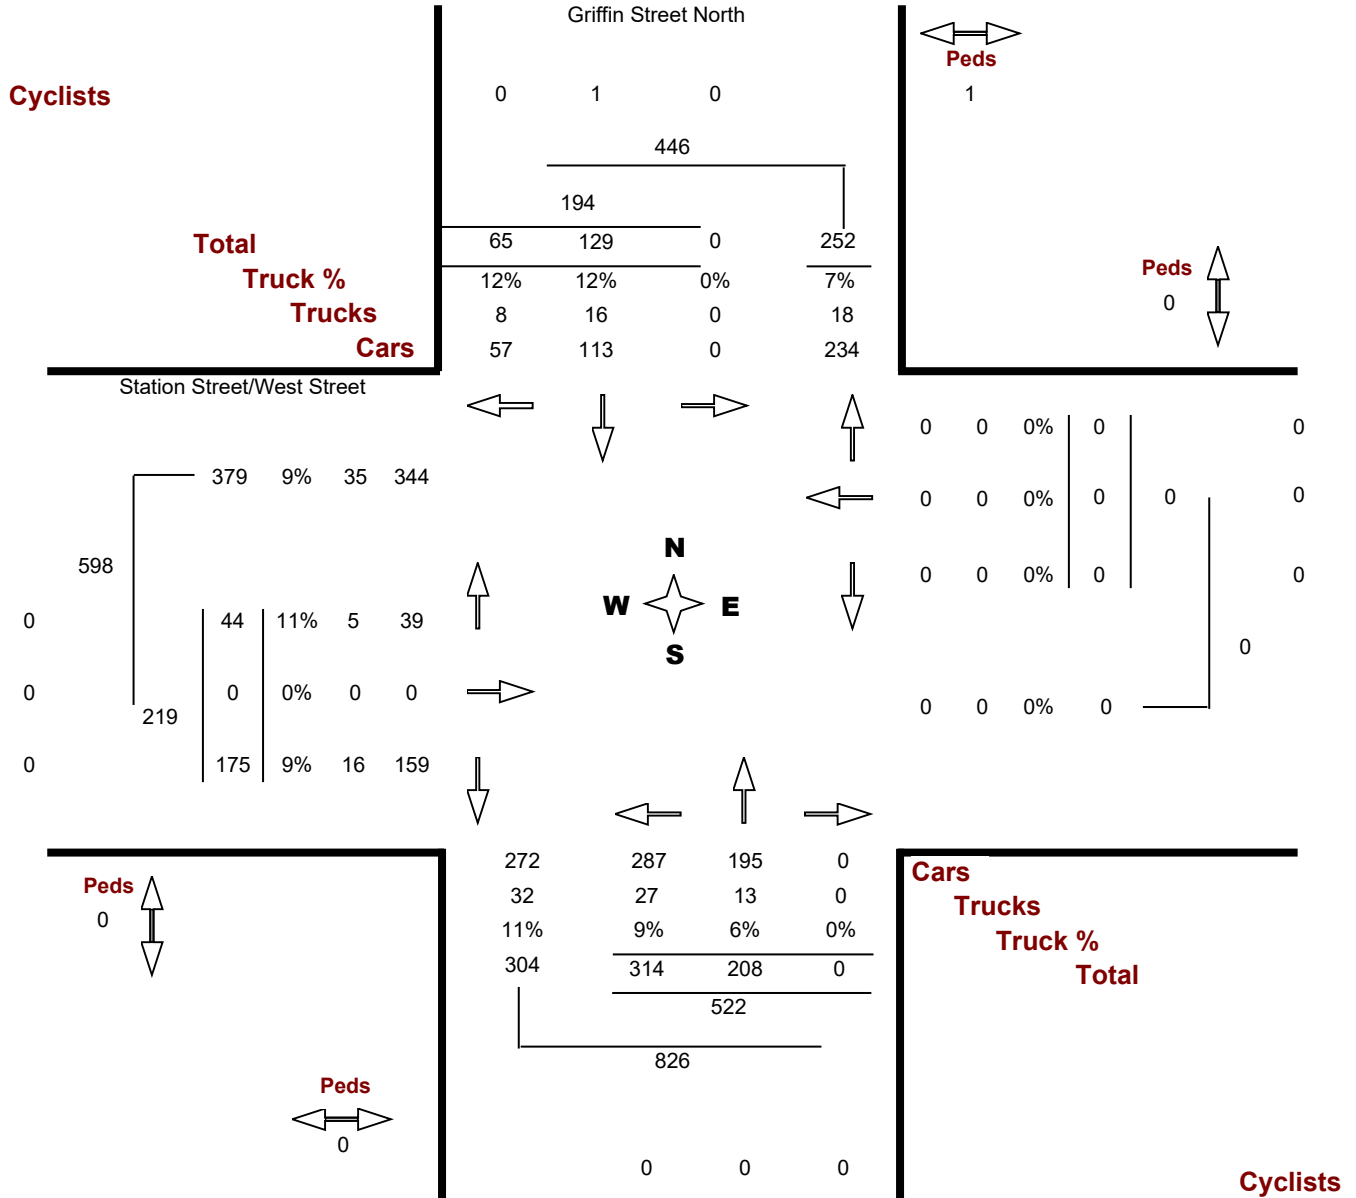 Griffin Street North
Peds
Cyclists 0 1 0 1
446
194
Total 65 129 0 252
Truck % 12% 12% 0% 7% Peds
Trucks 8 16 0 18 0
Cars 57 113 0 234
Station Street/West Street
0 0 0% 0 0
379 9% 35 344
0 0 0% 0 0 0
N
598
0 0 0% 0 0
W E
0 44 11% 5 39
S
0
0 0 0% 0 0
219
0 0 0% 0
0 175 9% 16 159
272 287 195 0 Cars
Peds 32 27 13 0 Trucks
0 11% 9% 6% 0% Truck %
304 314 208 0 Total
522
826
Peds
0
0 0 0
Cyclists